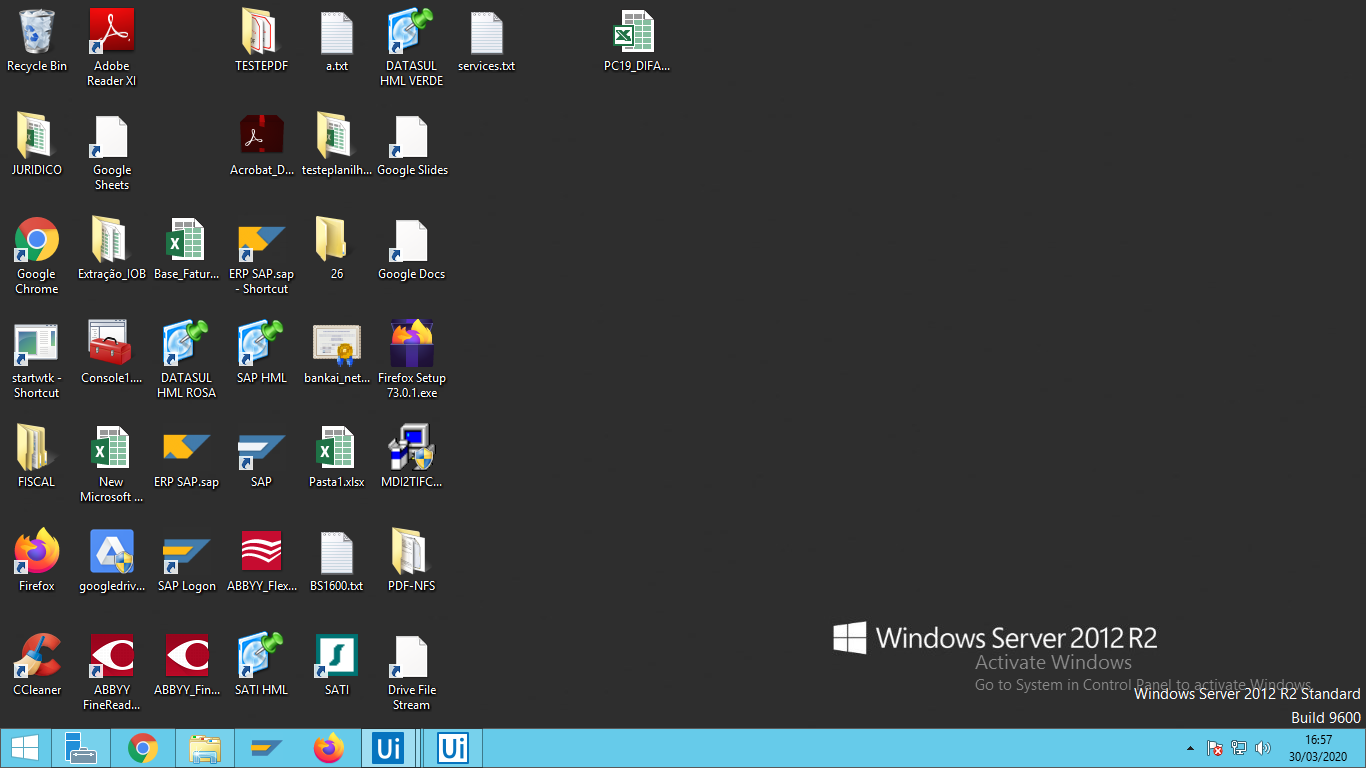 Recycle Bin
Adobe
Reader XI
TESTEPDF
a.txt
DATASUL
HML VERDE
services.txt
PC19_DIFA...
JURIDICO
Google
Sheets
Acrobat_D...
testeplanilh...
Google Slides
Google
Chrome
Extração_IOB
Base_Fatur...
ERP SAP.sap
- Shortcut
26
Google Docs
startwtk -
Shortcut
Console1....
DATASUL
HML ROSA
SAP HML
bankai_net...
Firefox Setup
73.0.1.exe
FISCAL
New
Microsoft ...
ERP SAP.sap
SAP
Pasta1.xlsx
MDI2TIFC...
Firefox
googledriv...
SAP Logon
ABBYY_Flex...
BS1600.txt
PDF-NFS
CCleaner
ABBYY
FineRead...
ABBYY_Fin...
SATI HML
SATI
Drive File
Stream
Windows Server 2012 R2
Activate Windows
Go to System in Control Panel to activate Windows.
Windows Server 2012 R2 Standard
Build 9600
Ui
Ui
16:57
30/03/2020